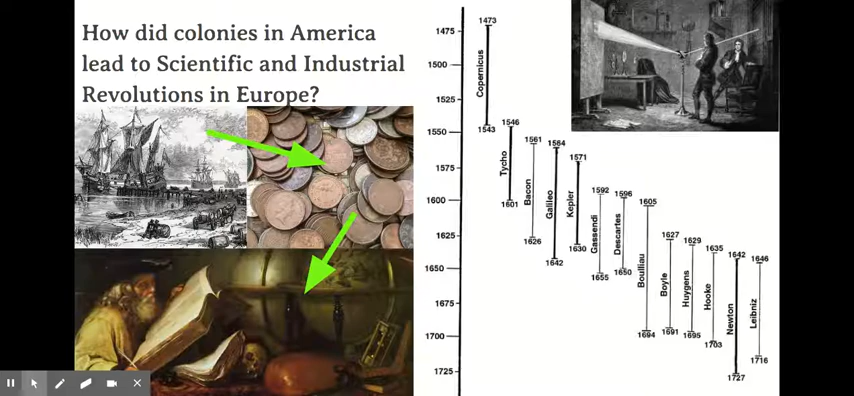 How did colonies in America
lead to Scientific and Industrial
Revolutions in Europe?
1475
1500
1525
1550
1575
1600
1625
1650
1675
1700
1725
1473
Copernicus
1543
1546
Tycho
1601
1561
Bacon
1626
1564
Galileo
1642
1571
Kepler
1630
1592
Gassendi
1655
1596
Descartes
1650
1605
Boulliau
1694
1627
Boyle
1691
1629
Huygens
1695
1635
Hooke
1703
1642
Newton
1727
1646
Leibniz
1716